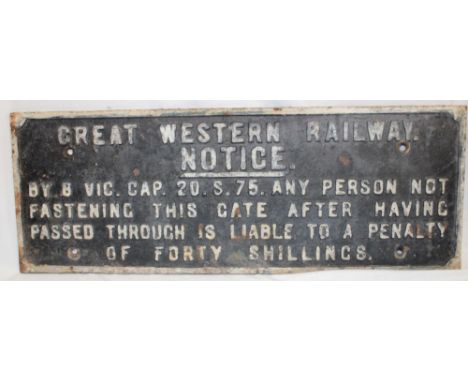 GREAT WESTERN RAILWAY.
NOTICE.
BY 8 VIC. CAP. 20. S. 75. ANY PERSON NOT
FASTENING THIS GATE AFTER HAVING
PASSED THROUGH IS LIABLE TO A PENALTY
OF FORTY SHILLINGS.